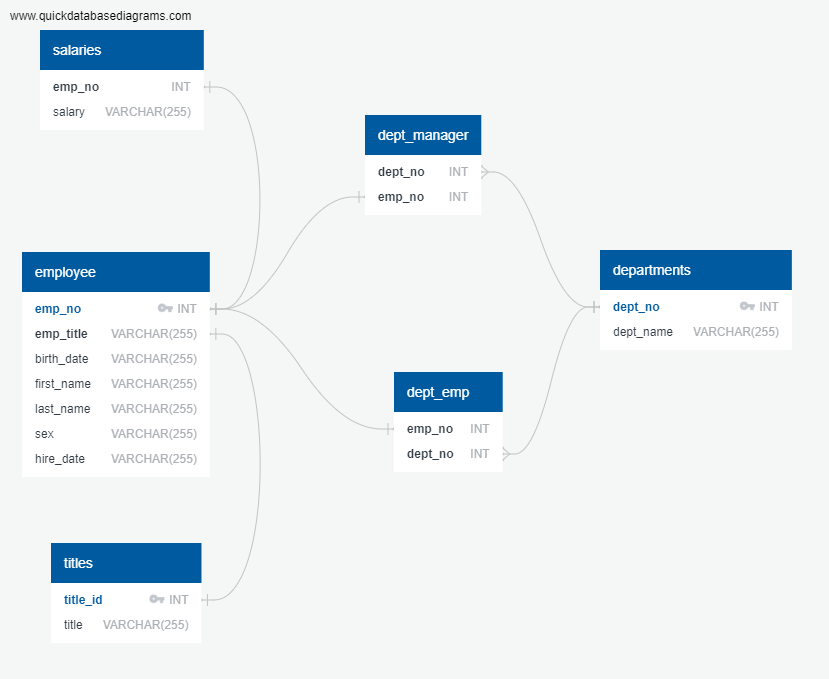 www.quickdatabasediagrams.com
salaries
emp_no INT
salary VARCHAR(255)
dept_manager
dept_no INT
emp_no INT
employee
emp_no INT
emp_title VARCHAR(255)
birth_date VARCHAR(255)
first_name VARCHAR(255)
last_name VARCHAR(255)
sex VARCHAR(255)
hire_date VARCHAR(255)
departments
dept_no INT
dept_name VARCHAR(255)
dept_emp
emp_no INT
dept_no INT
titles
title_id INT
title VARCHAR(255)